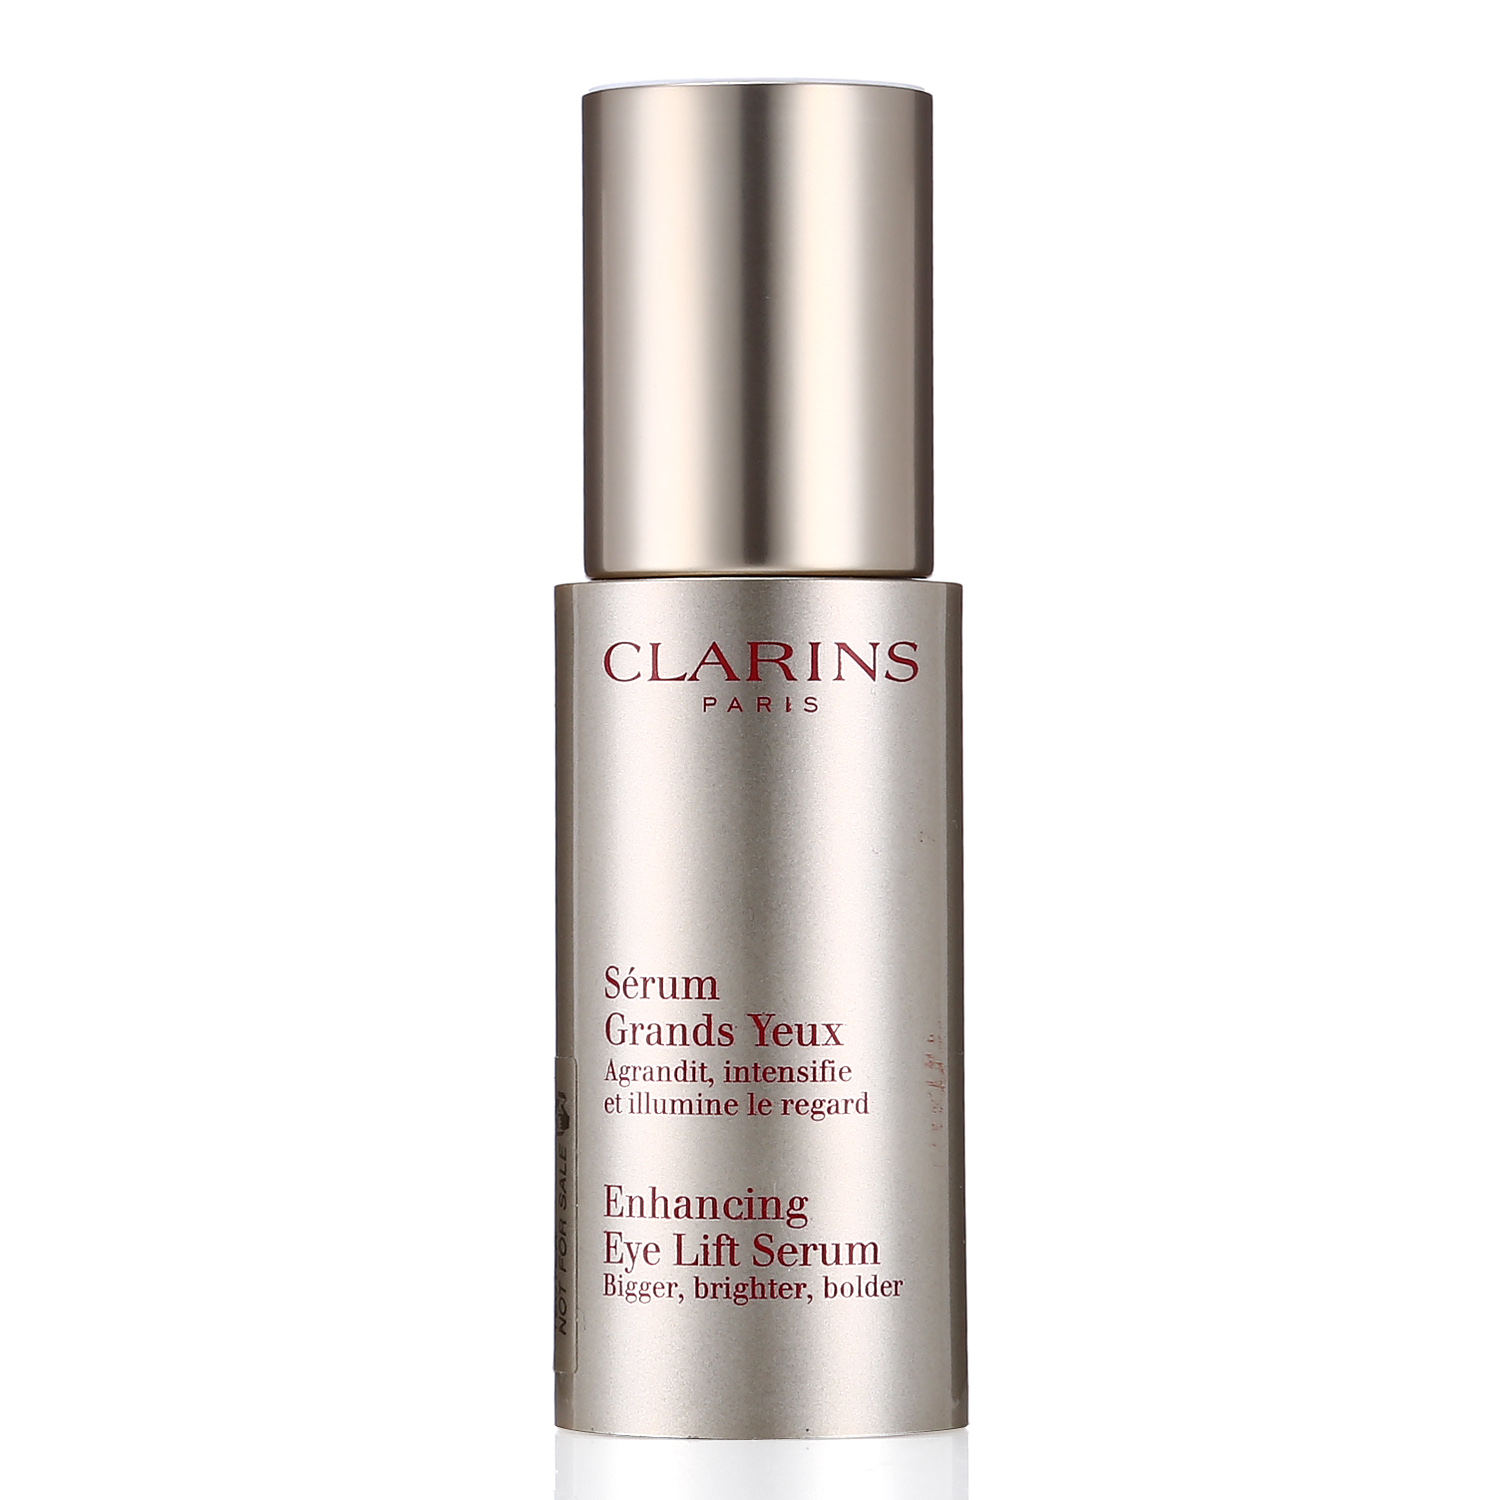 CLARINS
PARIS
Sérum
Grands Yeux
Agrandit, intensifie
et illumine le regard
Enhancing
Eye Lift Serum
Bigger, brighter, bolder
NOT FOR SALE